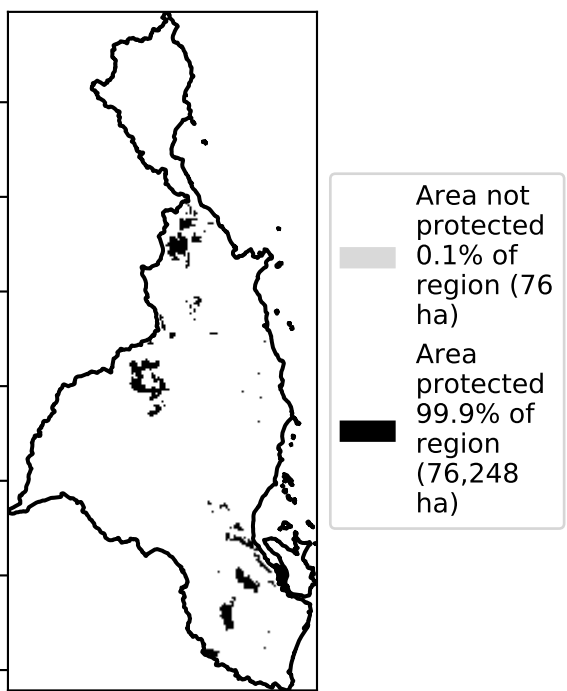 Area not
protected
0.1% of
region (76
ha)
Area
protected
99.9% of
region
(76,248
ha)